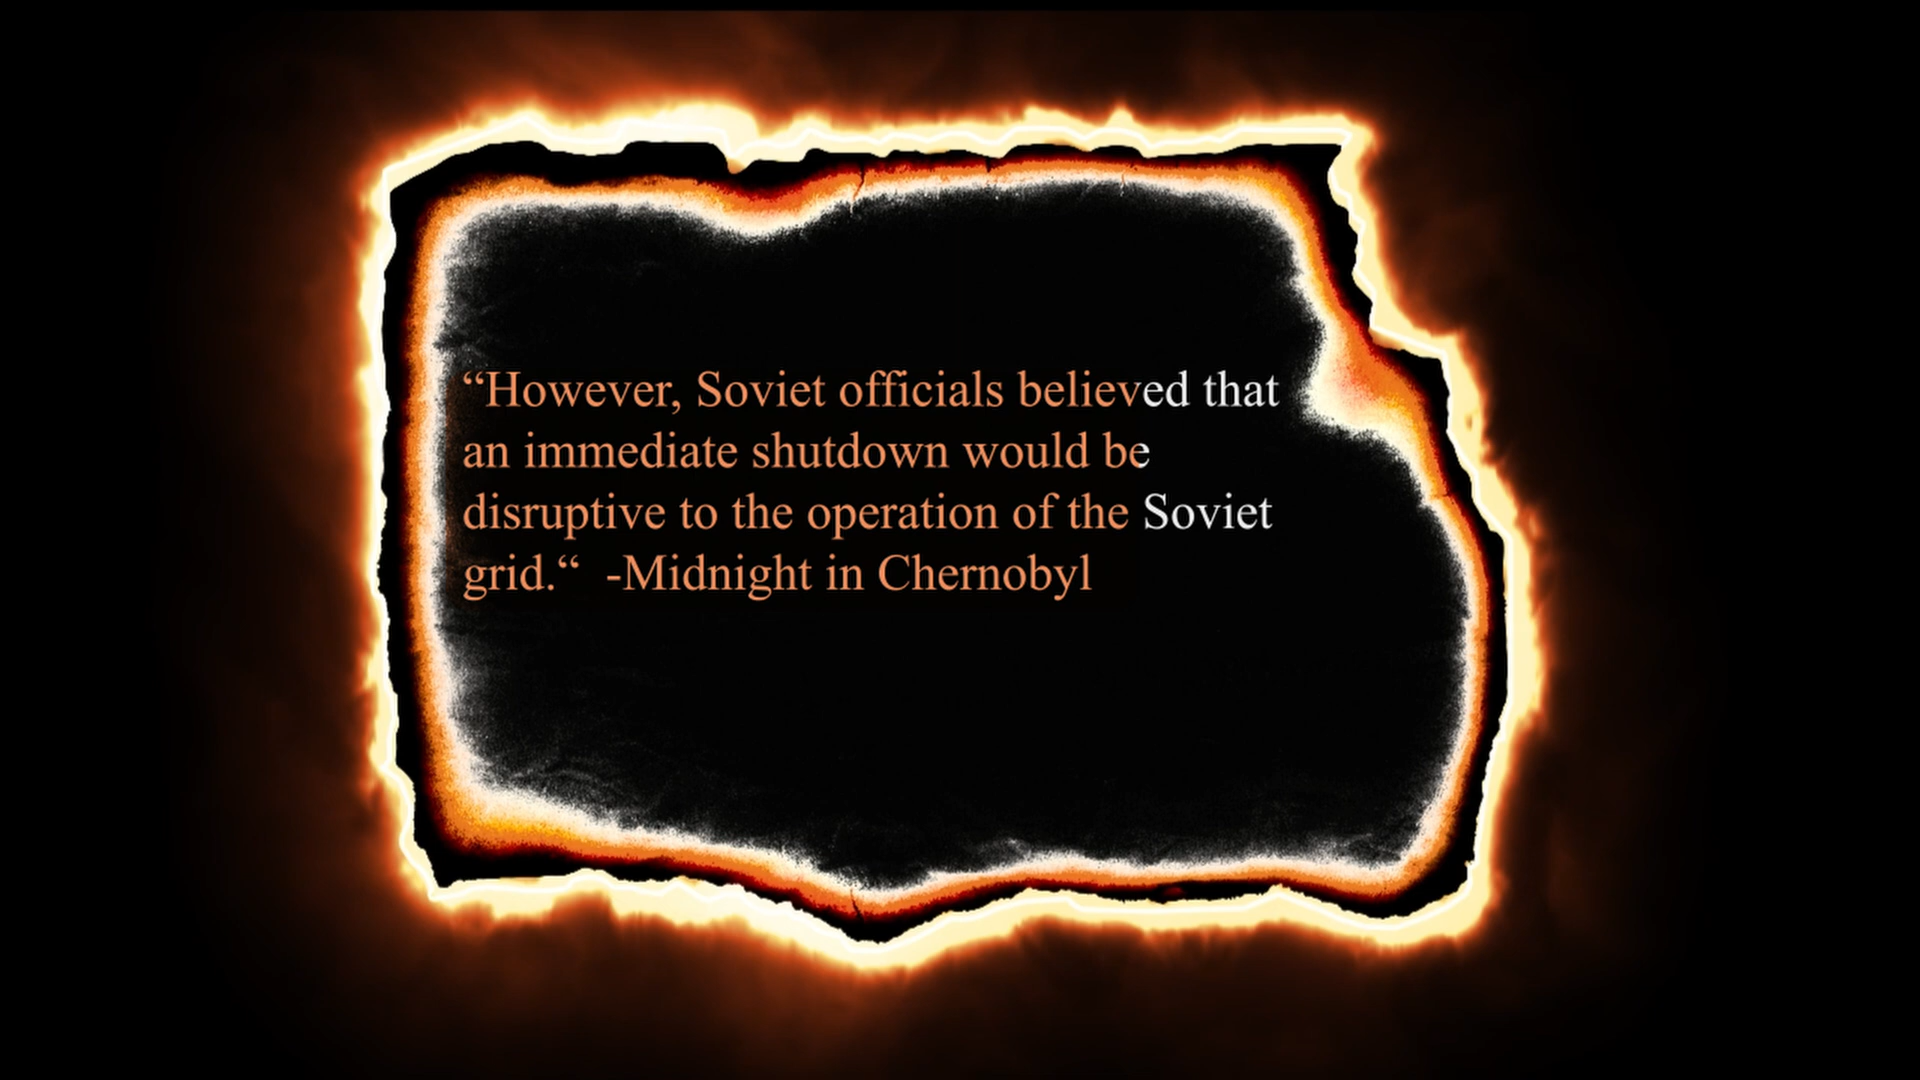 “However, Soviet officials believed that
an immediate shutdown would be
disruptive to the operation of the Soviet
grid.“  -Midnight in Chernobyl